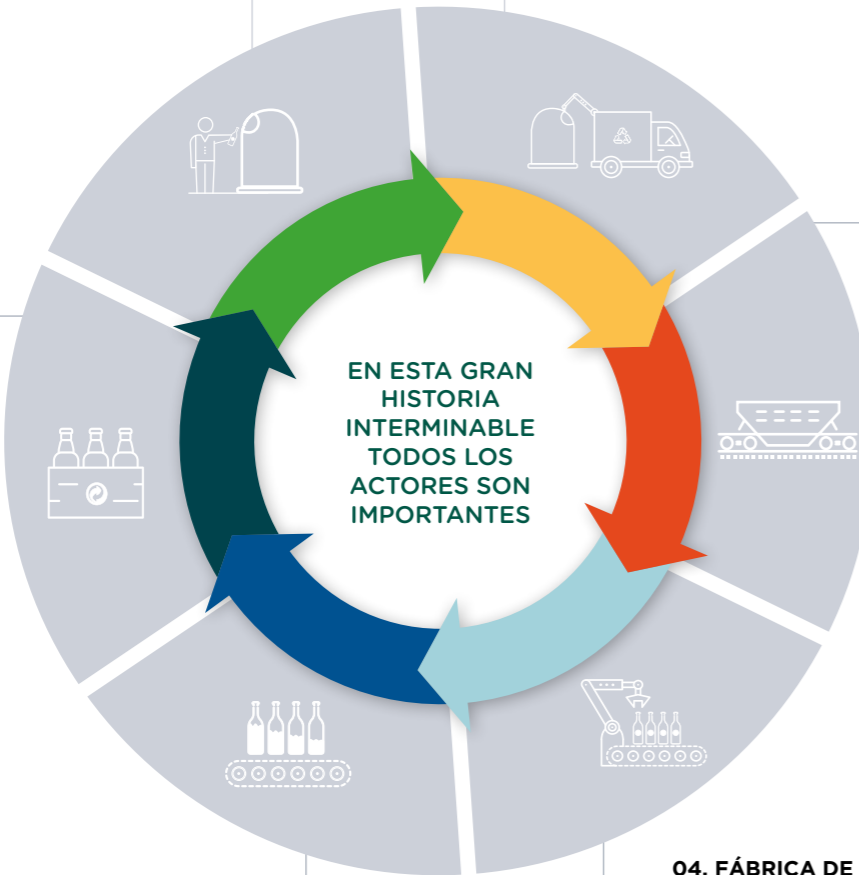 EN ESTA GRAN
HISTORIA
INTERMINABLE
TODOS LOS
ACTORES SON
IMPORTANTES
04. FÁBRICA DE